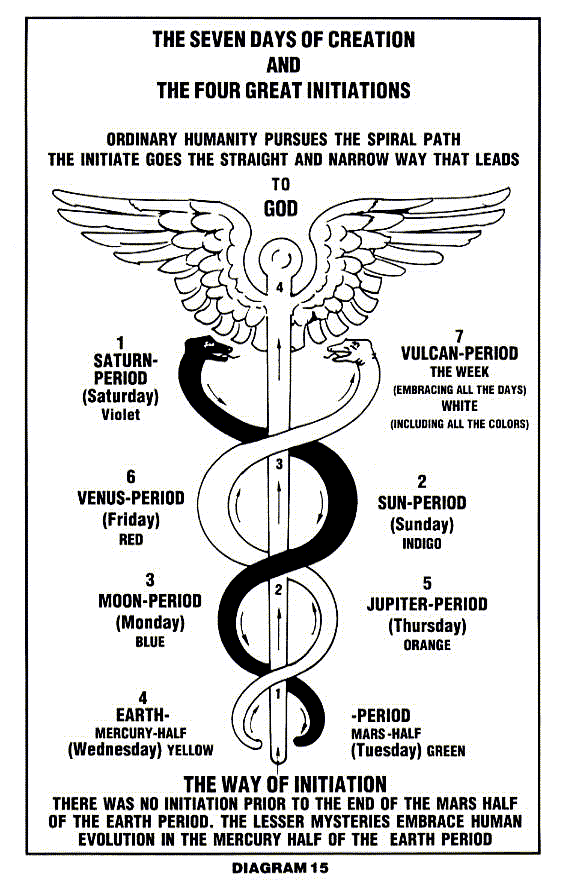 THE SEVEN DAYS OF CREATION
AND
THE FOUR GREAT INITIATIONS
ORDINARY HUMANITY PURSUES THE SPIRAL PATH
THE INITIATE GOES THE STRAIGHT AND NARROW WAY THAT LEADS
TO
GOD
4
1
SATURN-
PERIOD
(Saturday)
Violet
7
VULCAN-PERIOD
THE WEEK
(EMBRACING ALL THE DAYS)
WHITE
(INCLUDING ALL THE COLORS)
3
6
VENUS-PERIOD
(Friday)
RED
2
SUN-PERIOD
(Sunday)
INDIGO
2
3
MOON-PERIOD
(Monday)
BLUE
5
JUPITER-PERIOD
(Thursday)
ORANGE
1
4
EARTH-
MERCURY-HALF
(Wednesday) YELLOW
-PERIOD
MARS-HALF
(Tuesday) GREEN
THE WAY OF INITIATION
THERE WAS NO INITIATION PRIOR TO THE END OF THE MARS HALF
OF THE EARTH PERIOD. THE LESSER MYSTERIES EMBRACE HUMAN
EVOLUTION IN THE MERCURY HALF OF THE EARTH PERIOD
DIAGRAM 15